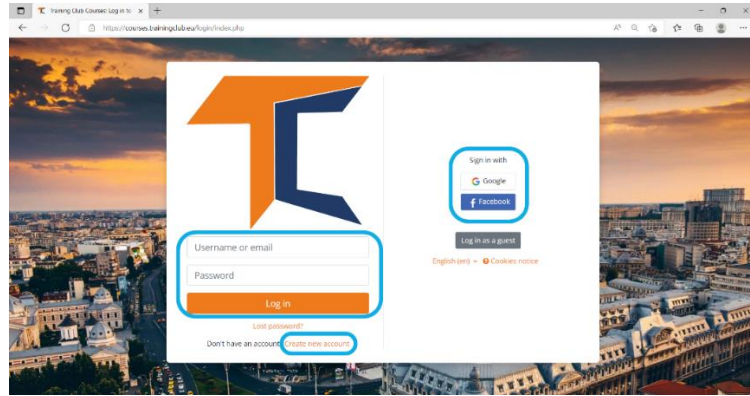 Training Club Courses: Log in to
https://courses.trainingclub.eu/login/index.php
TC
Username or email
Password
Log in
Lost password?
Don't have an account? Create new account
Sign in with
Google
Facebook
Log in as a guest
English (en) Cookies notice